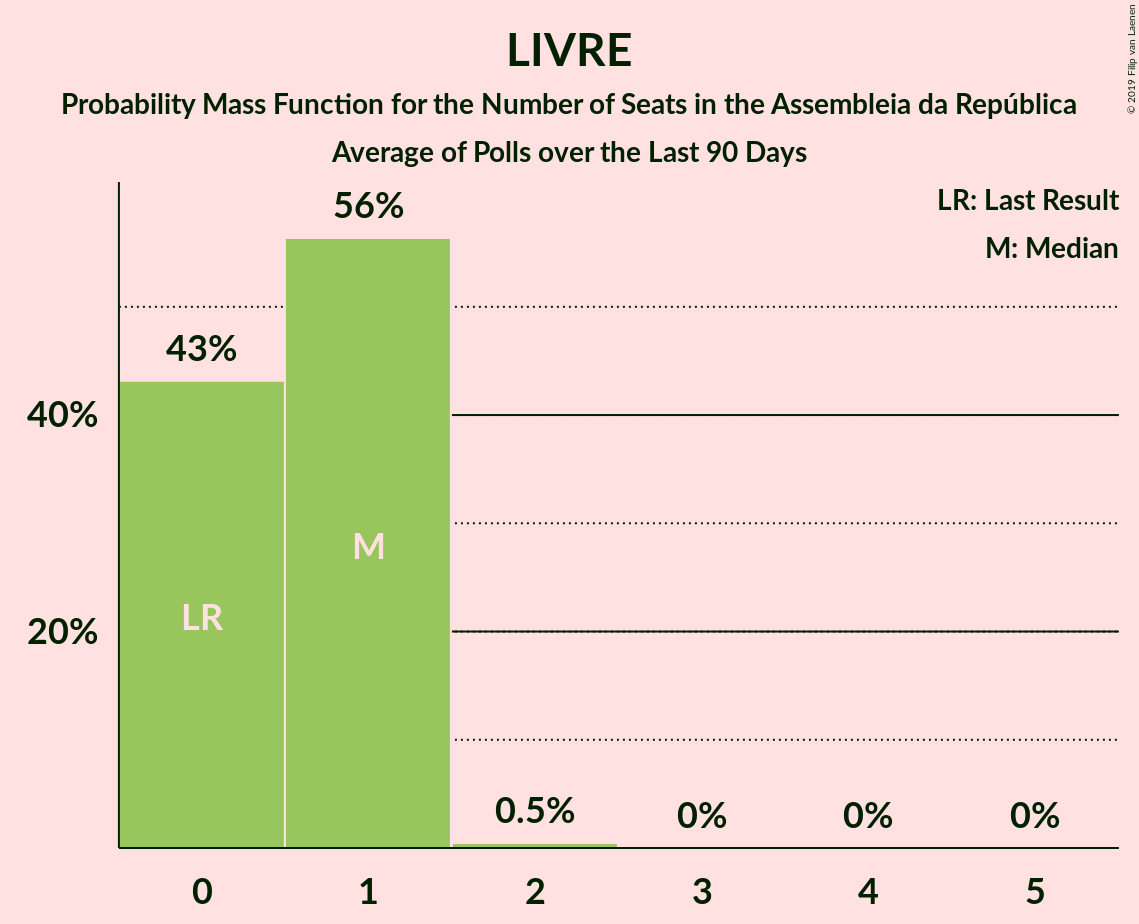 LIVRE
Probability Mass Function for the Number of Seats in the Assembleia da República
Average of Polls over the Last 90 Days
© 2019 Filip van Laenen
LR: Last Result
M: Median
56%
43%
40%
M
LR
20%
0.5%
0%
0%
0%
0
1
2
3
4
5